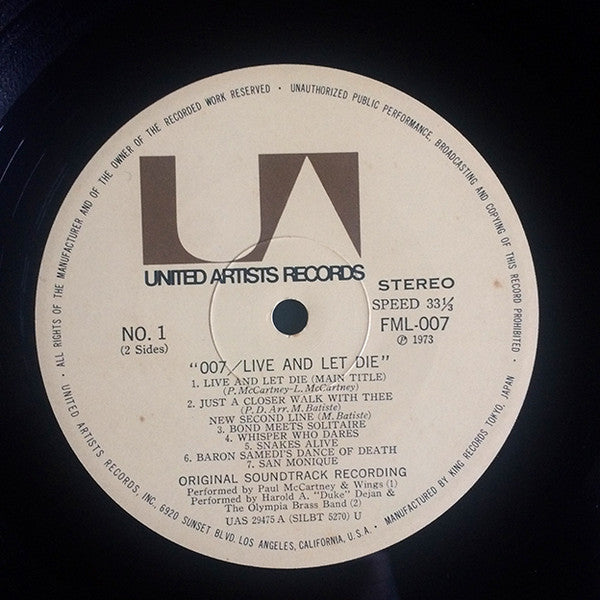 · ALL RIGHTS OF THE MANUFACTURER AND OF THE OWNER OF THE RECORDED WORK RESERVED · UNAUTHORIZED PUBLIC PERFORMANCE, BROADCASTING AND COPYING OF THIS RECORD PROHIBITED ·
UA
UNITED ARTISTS RECORDS
STEREO
SPEED 33⅓
FML-007
Ⓟ 1973
NO. 1
(2 Sides)
"007/LIVE AND LET DIE"
1. LIVE AND LET DIE (MAIN TITLE)
(P. McCartney-L. McCartney)
2. JUST A CLOSER WALK WITH THEE
(P. D. Arr. M. Batiste)
NEW SECOND LINE (M. Batiste)
3. BOND MEETS SOLITAIRE
4. WHISPER WHO DARES
5. SNAKES ALIVE
6. BARON SAMEDI'S DANCE OF DEATH
7. SAN MONIQUE
ORIGINAL SOUNDTRACK RECORDING
Performed by Paul McCartney & Wings (1)
Performed by Harold A. "Duke" Dejan &
The Olympia Brass Band (2)
UAS 29475 A (SILBT 5270) U
UNITED ARTISTS RECORDS, INC. 6920 SUNSET BLVD. LOS ANGELES, CALIFORNIA, U.S.A. · MANUFACTURED BY KING RECORDS TOKYO, JAPAN